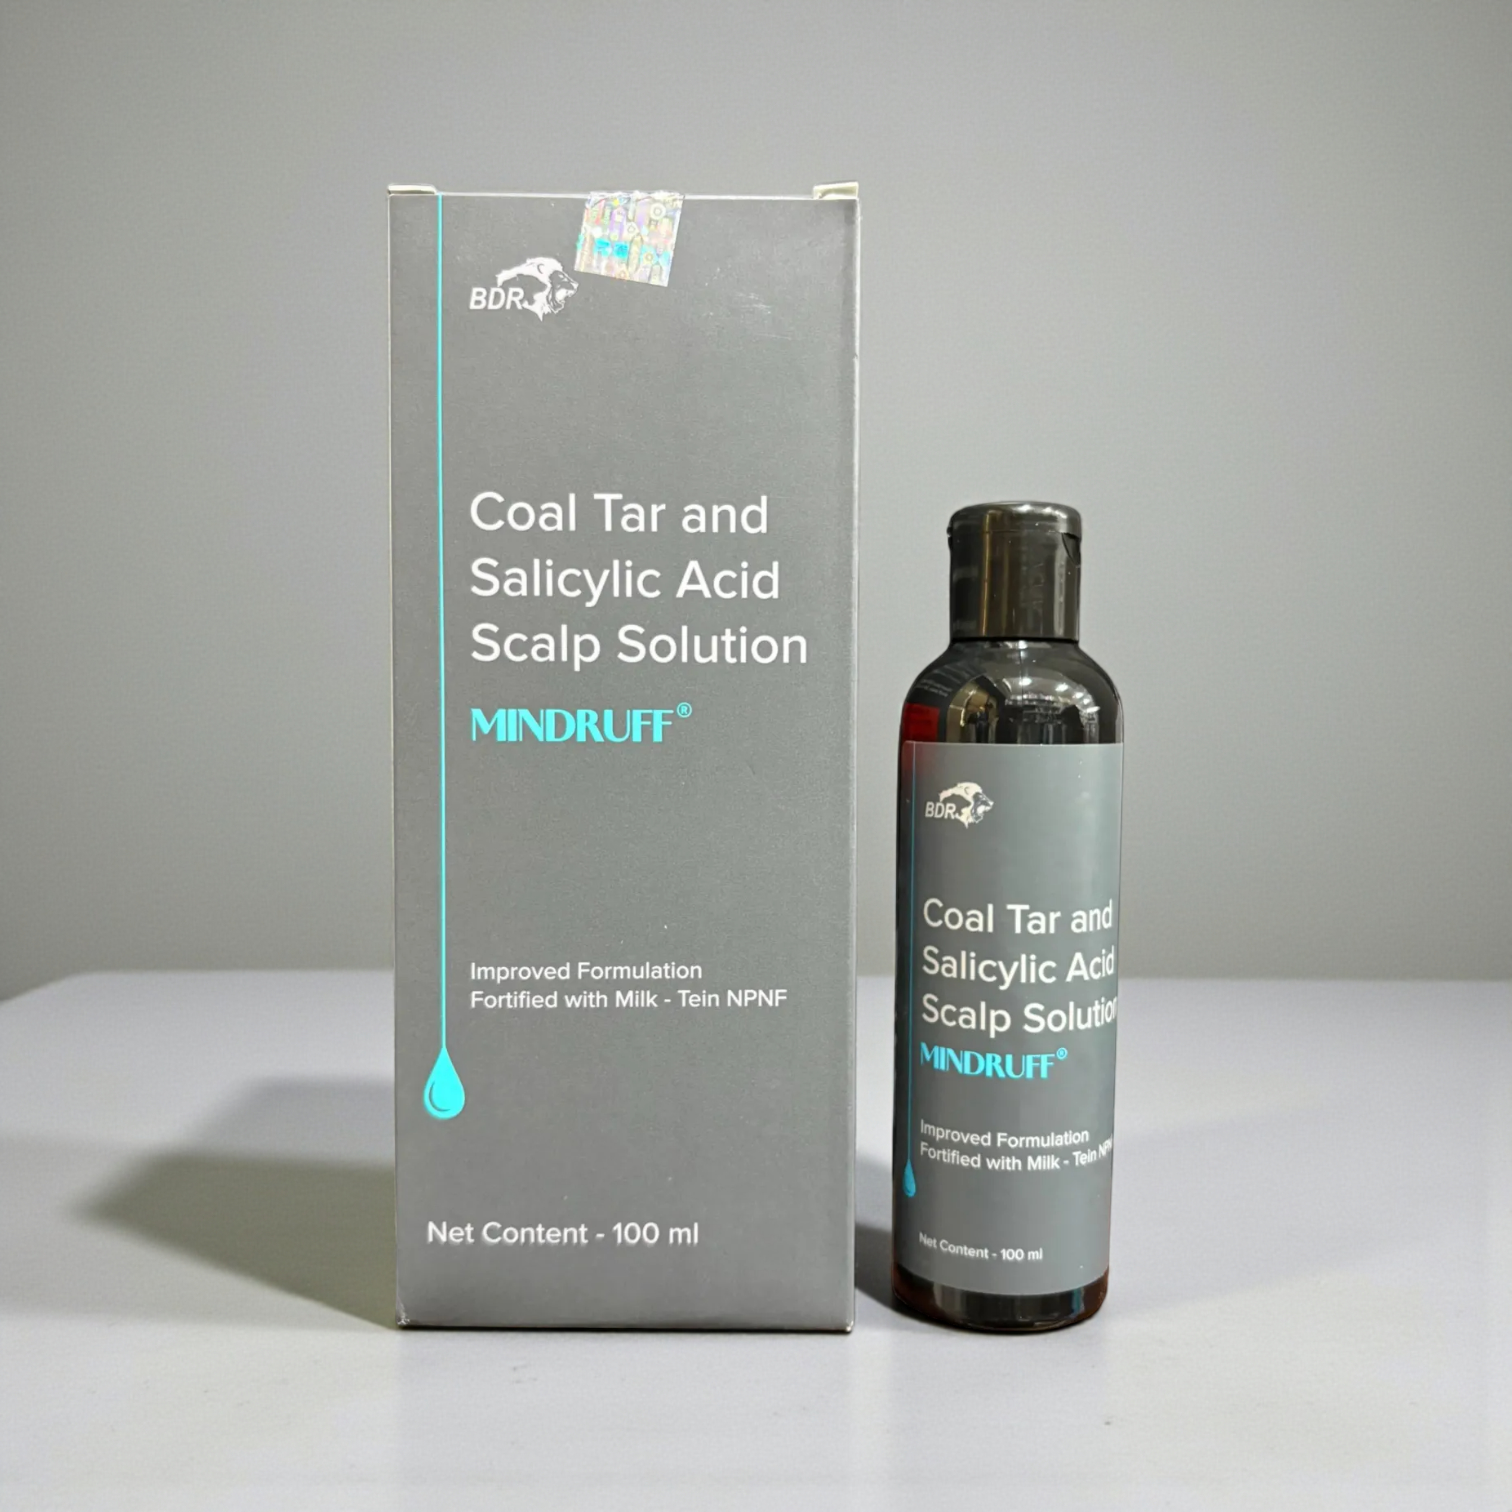 BDR
Coal Tar and
Salicylic Acid
Scalp Solution
MINDRUFF®
Improved Formulation
Fortified with Milk - Tein NPNF
Net Content - 100 ml
BDR
Coal Tar and
Salicylic Acid
Scalp Solution
MINDRUFF®
Improved Formulation
Fortified with Milk - Tein
Net Content - 100 ml